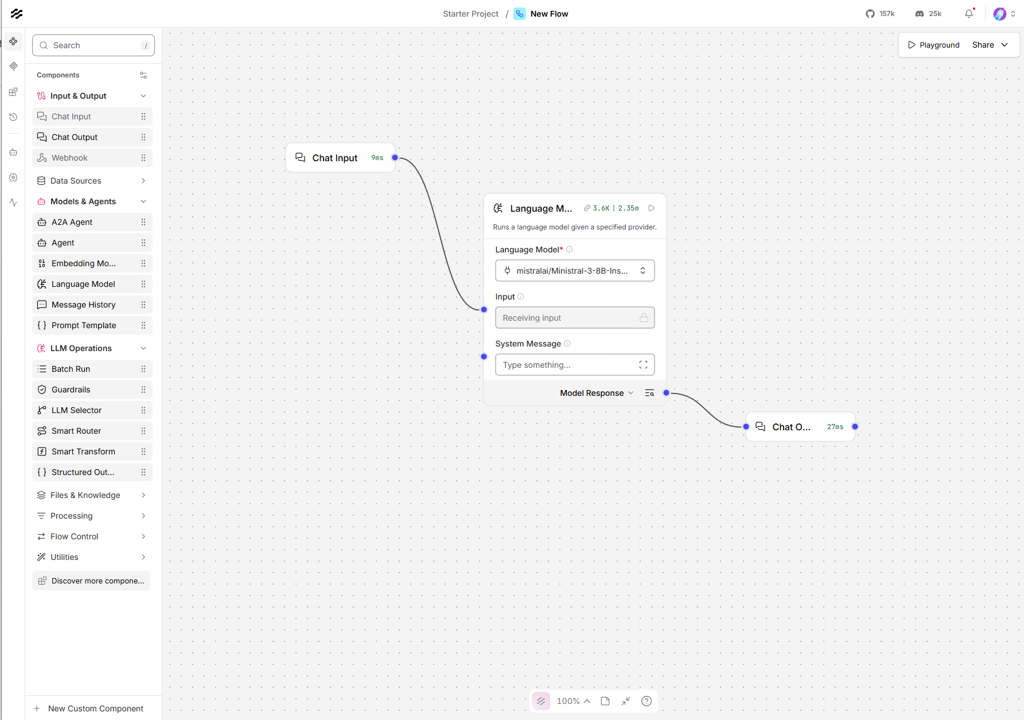 Starter Project / New Flow
157k
25k
Search /
Playground
Share
Components
Input & Output
Chat Input
Chat Output
Webhook
Data Sources
Models & Agents
A2A Agent
Agent
Embedding Mo...
Language Model
Message History
Prompt Template
LLM Operations
Batch Run
Guardrails
LLM Selector
Smart Router
Smart Transform
Structured Out...
Files & Knowledge
Processing
Flow Control
Utilities
Discover more compone...
New Custom Component
Chat Input 9ms
Language M... 3.6K | 2.35m
Runs a language model given a specified provider.
Language Model*
mistralai/Ministral-3-8B-Ins...
Input
Receiving input
System Message
Type something...
Model Response
Chat O... 27ms
100%